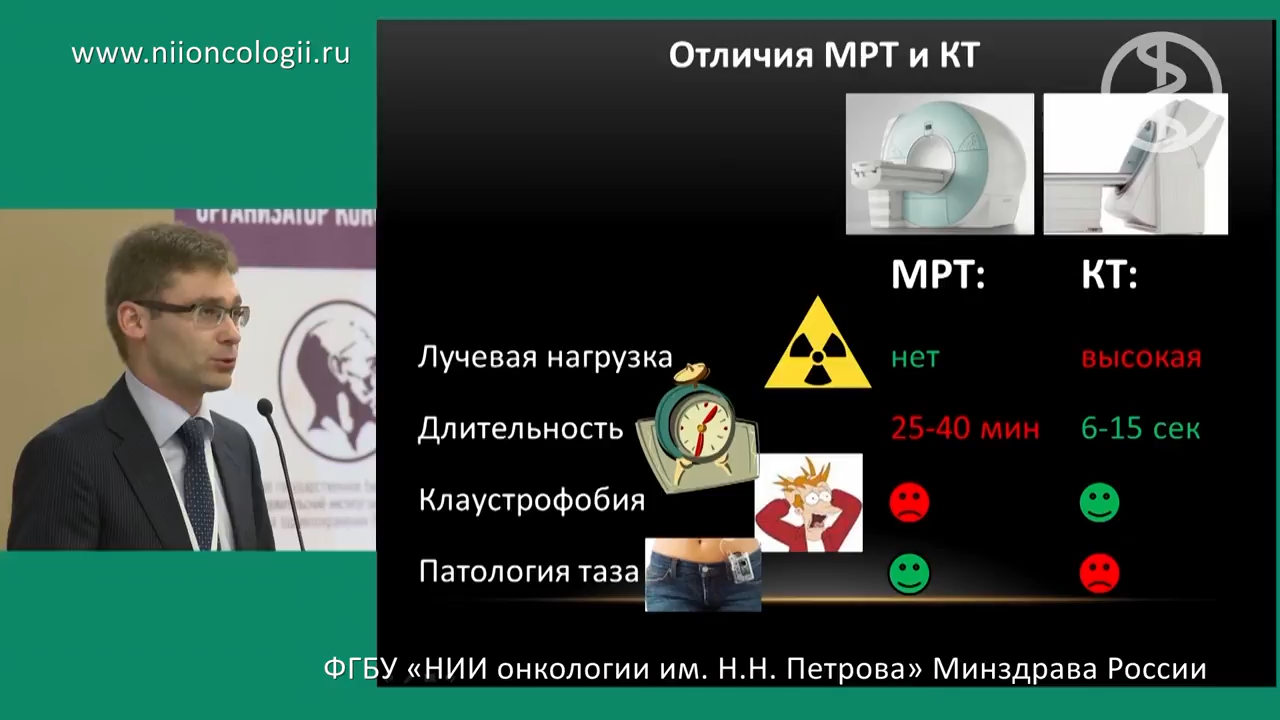 www.niioncologii.ru
Отличия МРТ и КТ
ОРГАНИЗАТОР
МРТ: КТ:
Лучевая нагрузка нет высокая
Длительность 25-40 мин 6-15 сек
Клаустрофобия
Патология таза
ФГБУ «НИИ онкологии им. Н.Н. Петрова» Минздрава России